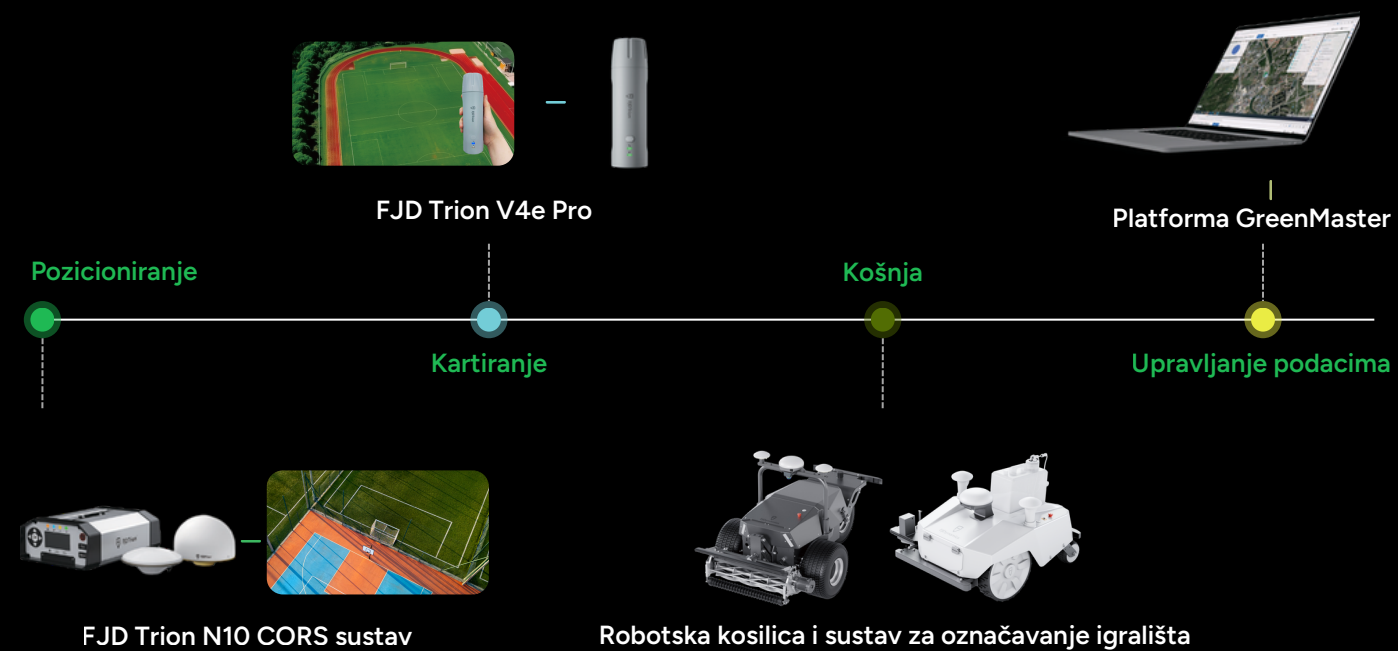 FJD Trion V4e Pro
Platforma GreenMaster
Pozicioniranje
Košnja
Kartiranje
Upravljanje podacima
FJD Trion N10 CORS sustav
Robotska kosilica i sustav za označavanje igrališta